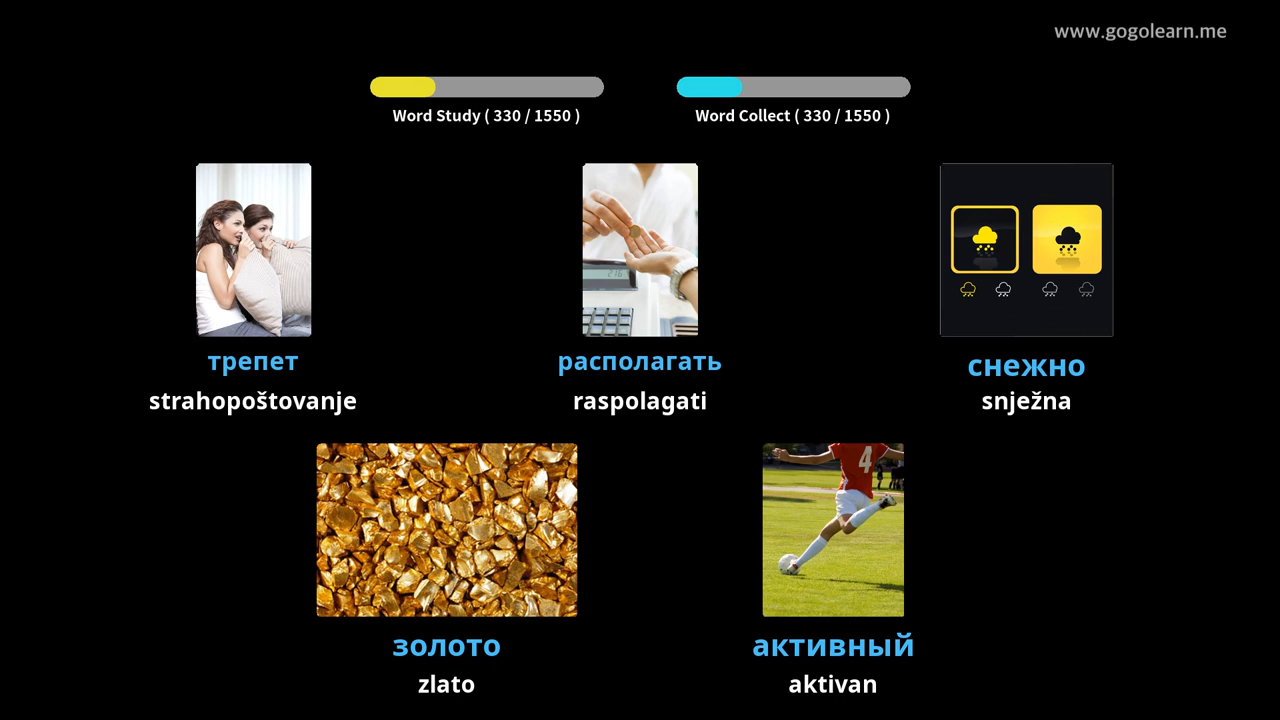 www.gogolearn.me
Word Study ( 330 / 1550 )
Word Collect ( 330 / 1550 )
трепет
strahopoštovanje
располагать
raspolagati
снежно
snježna
4
золото
zlato
активный
aktivan